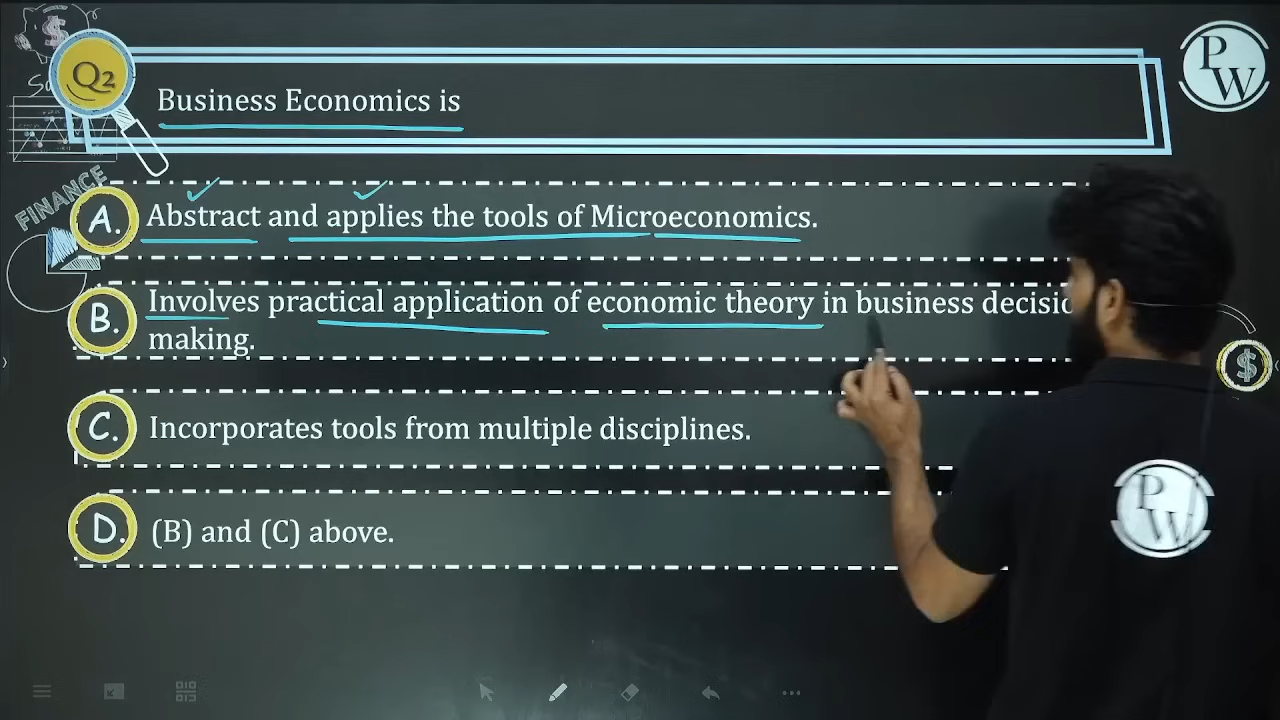 Q2
Business Economics is
FINANCE
A. Abstract and applies the tools of Microeconomics.
B. Involves practical application of economic theory in business
making.
C. Incorporates tools from multiple disciplines.
D. (B) and (C) above.
PW
PW